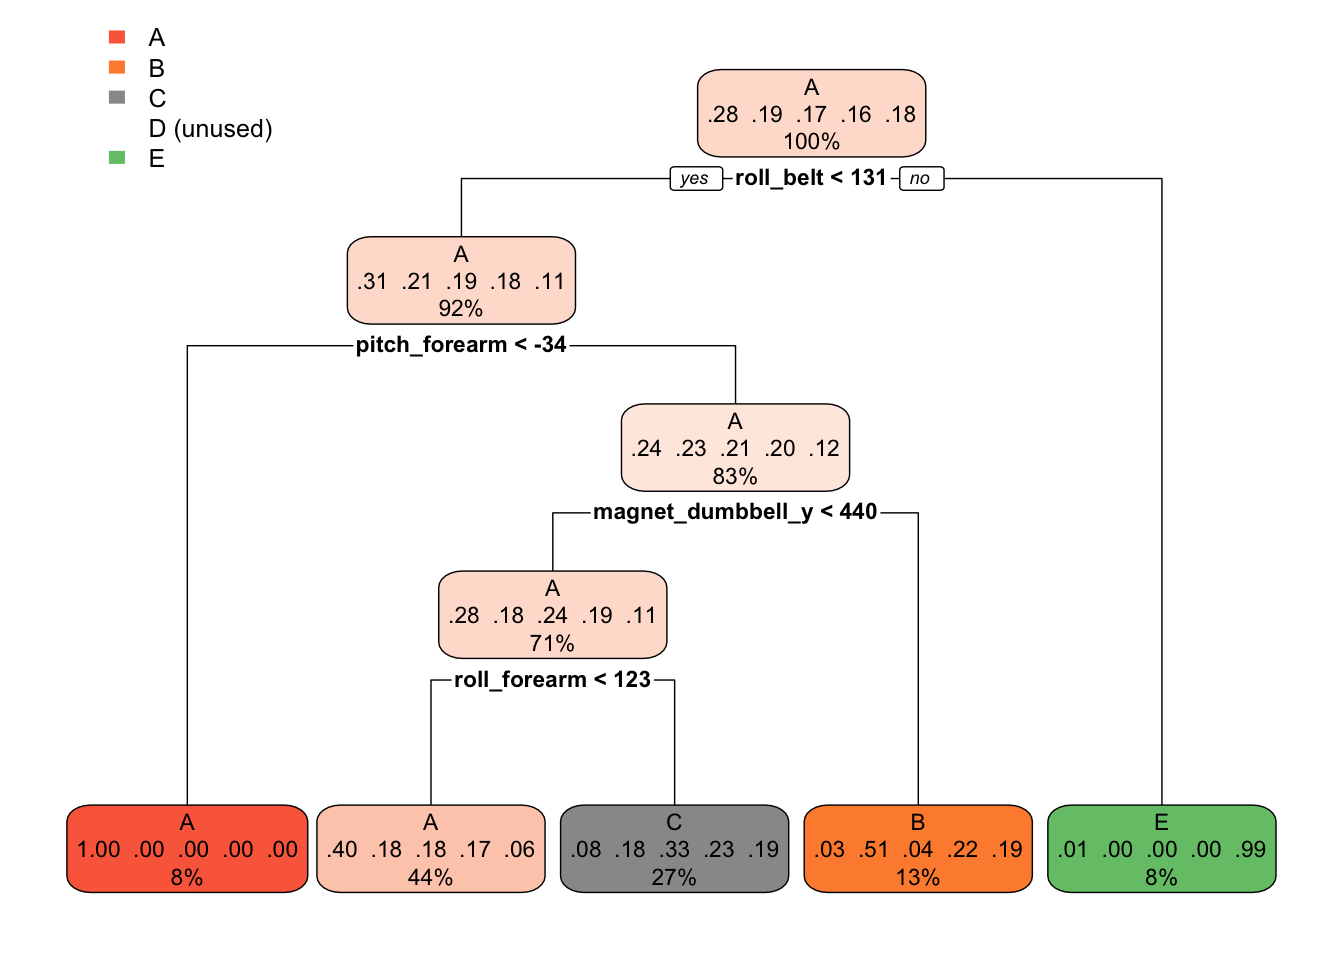 A
B
C
D (unused)
E
A
.28 .19 .17 .16 .18
100%
yes roll_belt < 131 no
A
.31 .21 .19 .18 .11
92%
pitch_forearm < -34
A
.24 .23 .21 .20 .12
83%
magnet_dumbbell_y < 440
A
.28 .18 .24 .19 .11
71%
roll_forearm < 123
A
1.00 .00 .00 .00 .00
8%
A
.40 .18 .18 .17 .06
44%
C
.08 .18 .33 .23 .19
27%
B
.03 .51 .04 .22 .19
13%
E
.01 .00 .00 .00 .99
8%